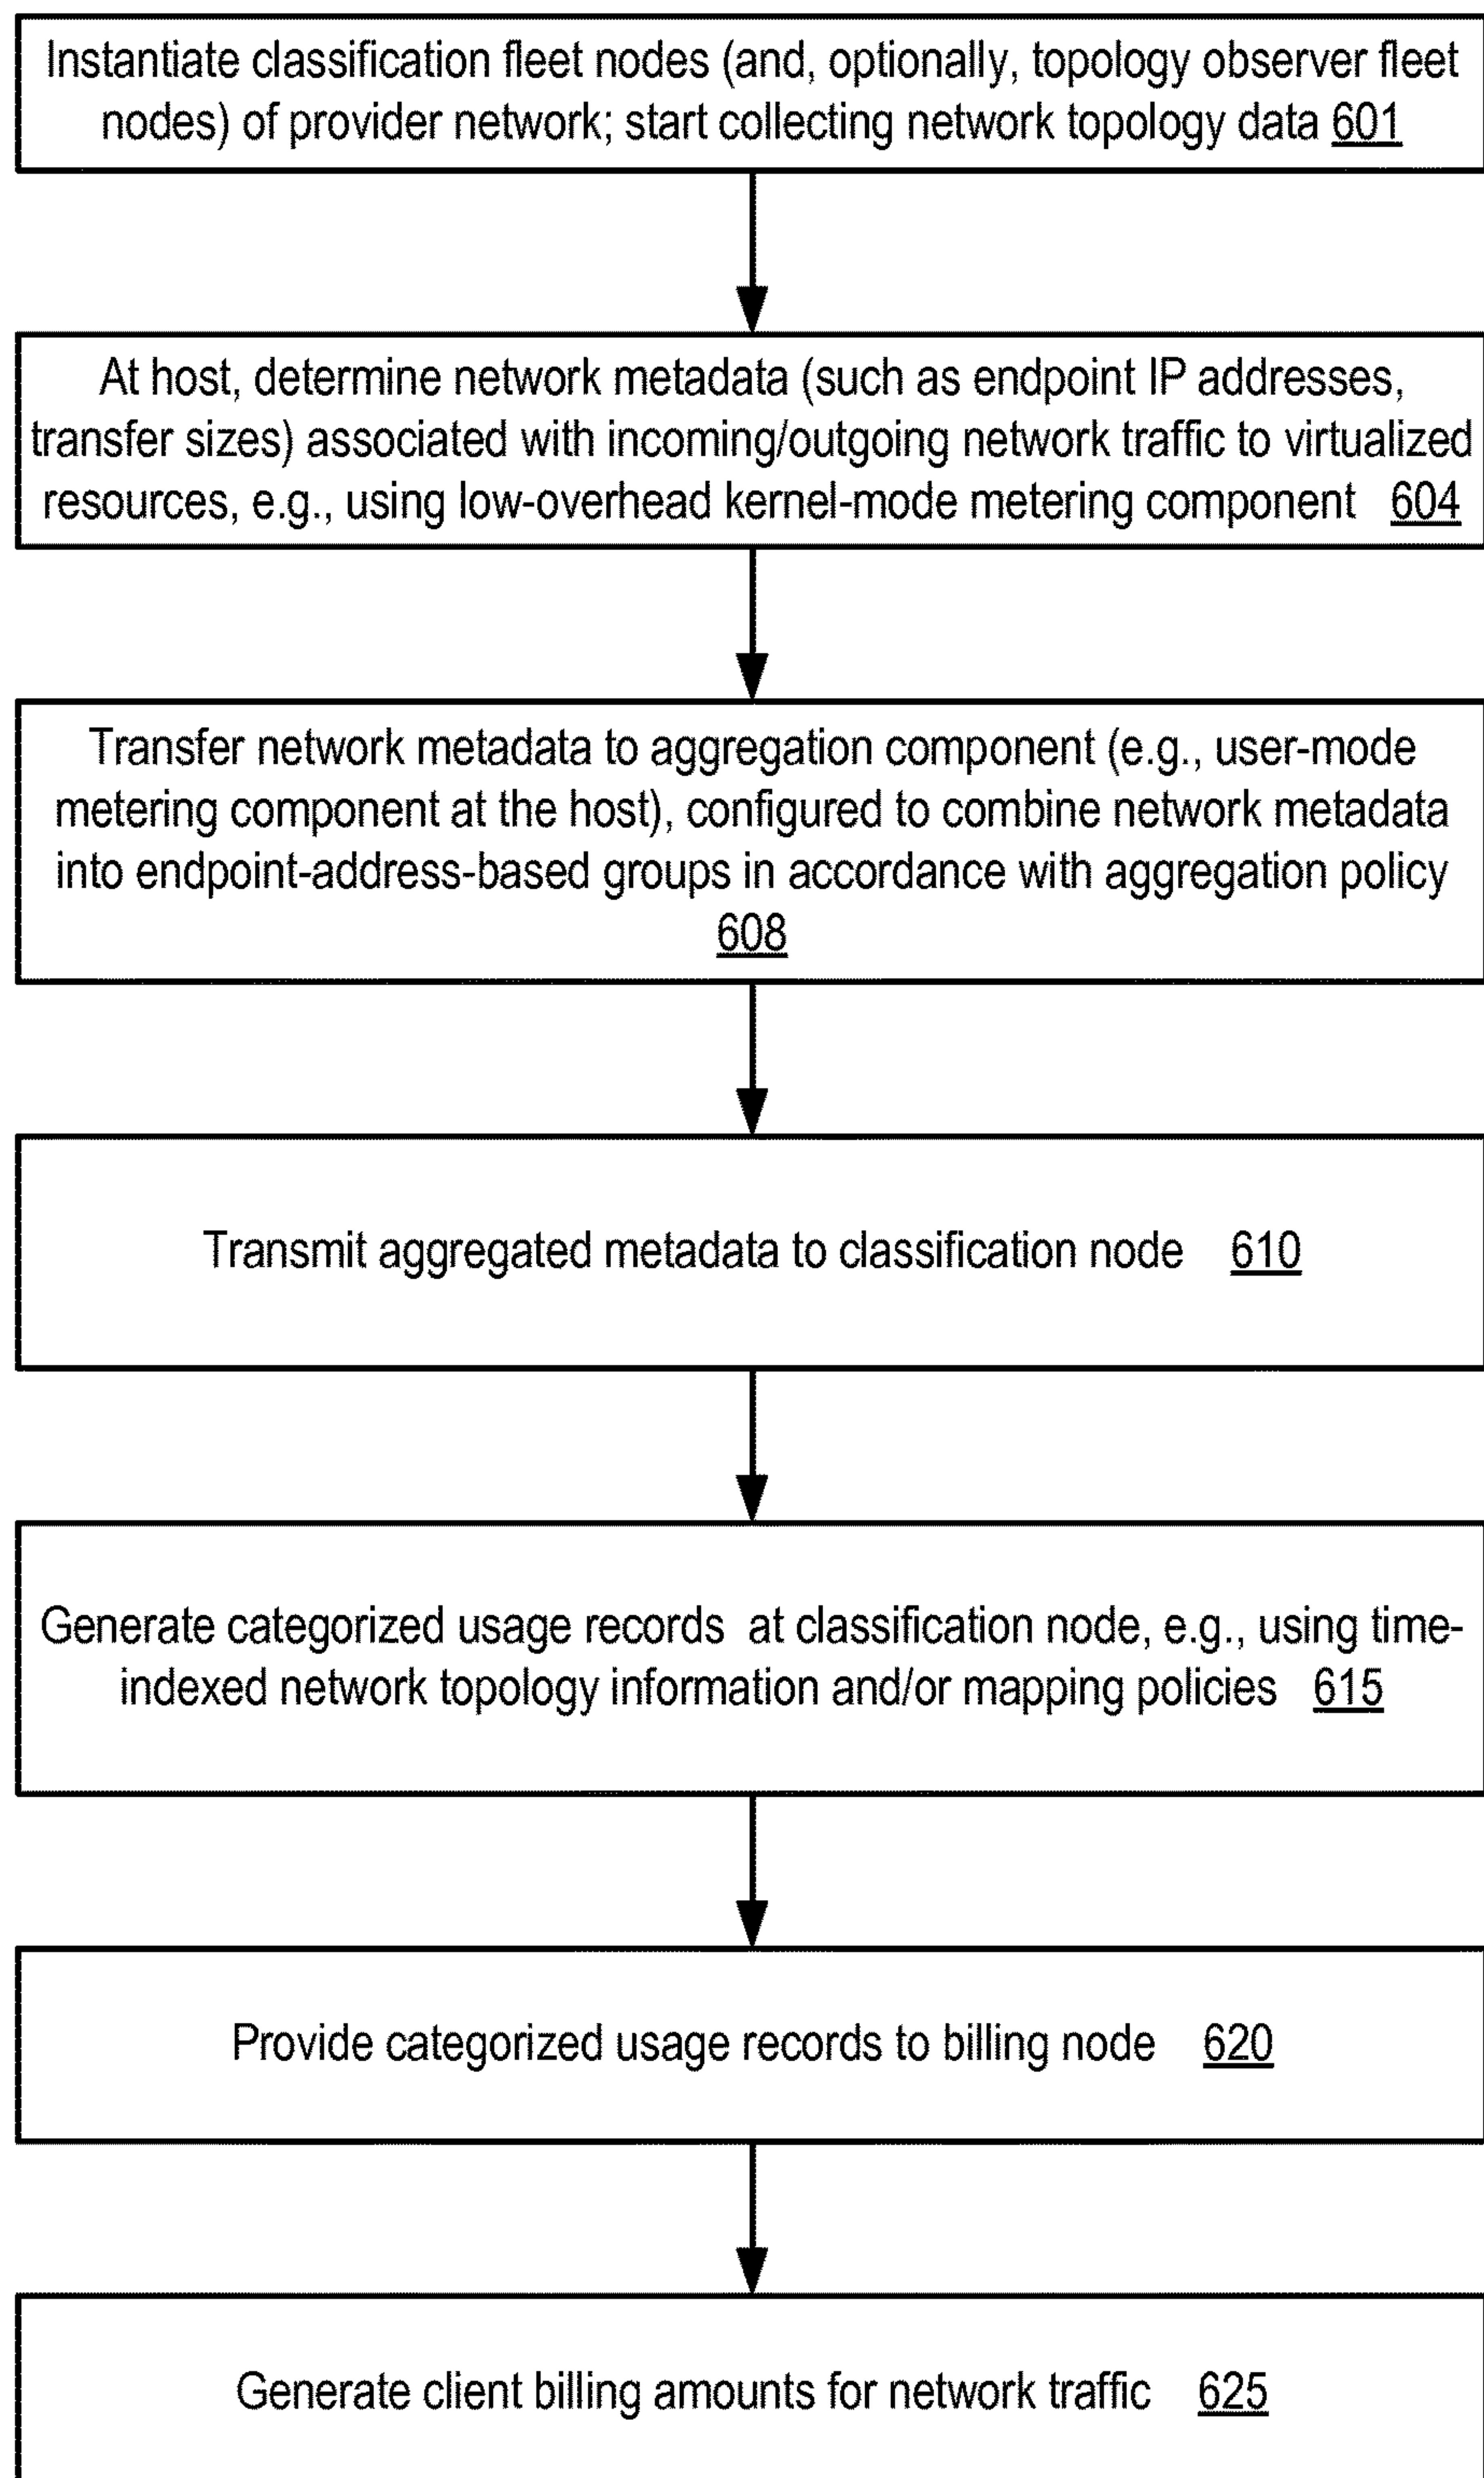 Instantiate classification fleet nodes (and, optionally, topology observer fleet
nodes) of provider network; start collecting network topology data 601
At host, determine network metadata (such as endpoint IP addresses,
transfer sizes) associated with incoming/outgoing network traffic to virtualized
resources, e.g., using low-overhead kernel-mode metering component 604
Transfer network metadata to aggregation component (e.g., user-mode
metering component at the host), configured to combine network metadata
into endpoint-address-based groups in accordance with aggregation policy
608
Transmit aggregated metadata to classification node 610
Generate categorized usage records at classification node, e.g., using time-
indexed network topology information and/or mapping policies 615
Provide categorized usage records to billing node 620
Generate client billing amounts for network traffic 625